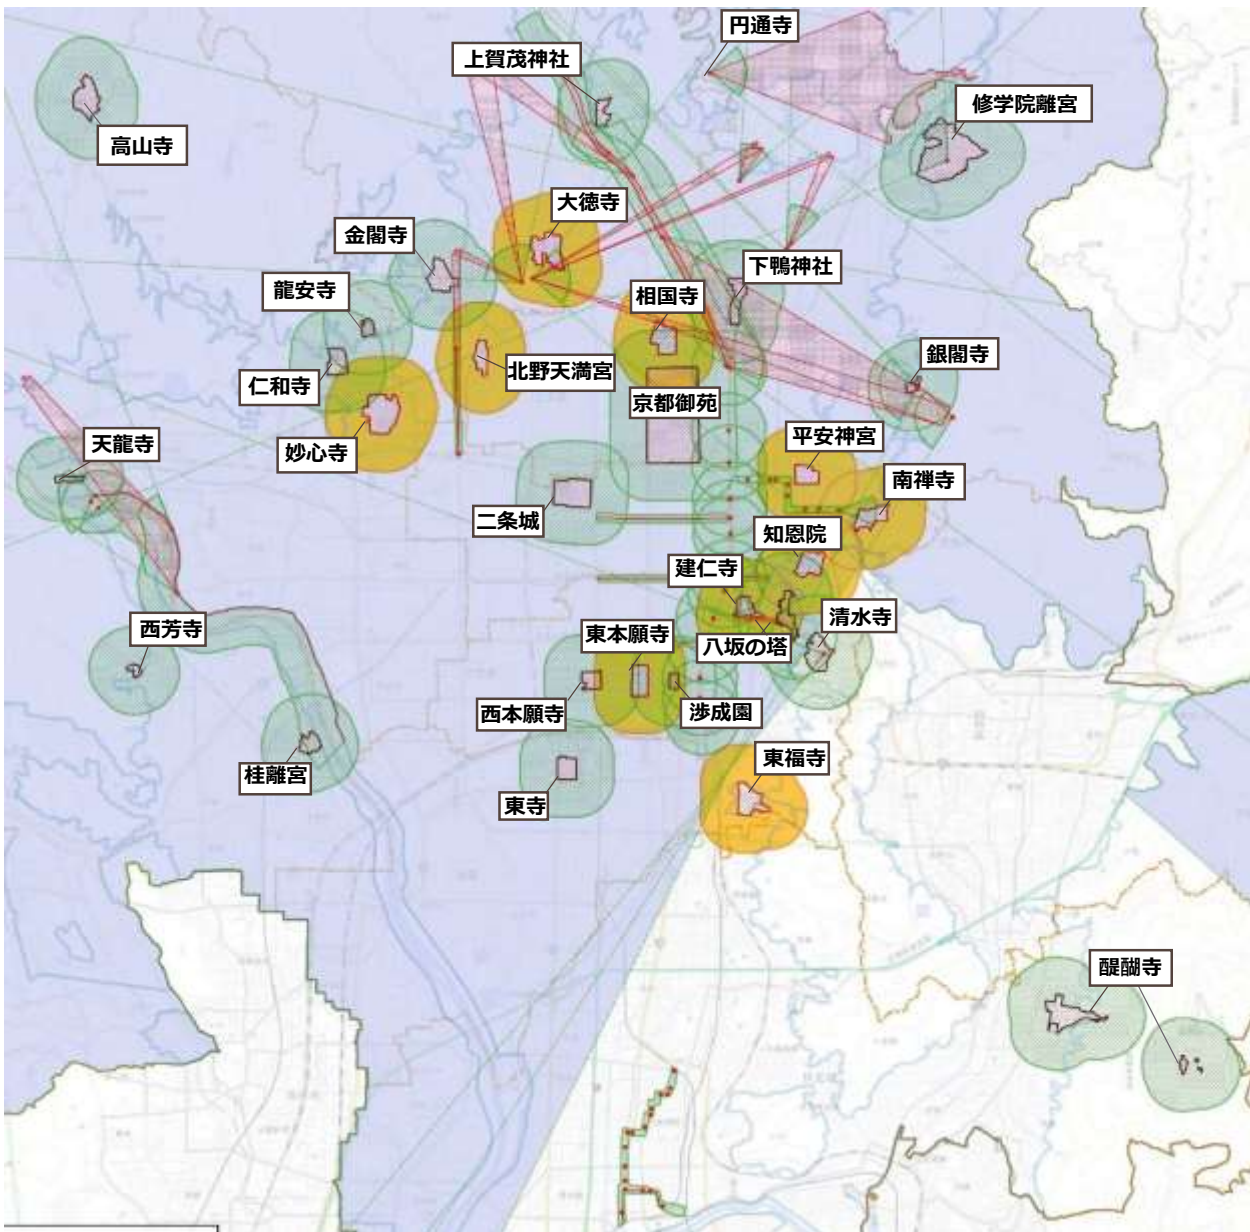 円通寺
上賀茂神社
修学院離宮
高山寺
大徳寺
金閣寺
下鴨神社
龍安寺
相国寺
銀閣寺
北野天満宮
仁和寺
京都御苑
妙心寺
平安神宮
天龍寺
南禅寺
二条城
知恩院
建仁寺
西芳寺
東本願寺
清水寺
八坂の塔
西本願寺
渉成園
桂離宮
東福寺
東寺
醍醐寺